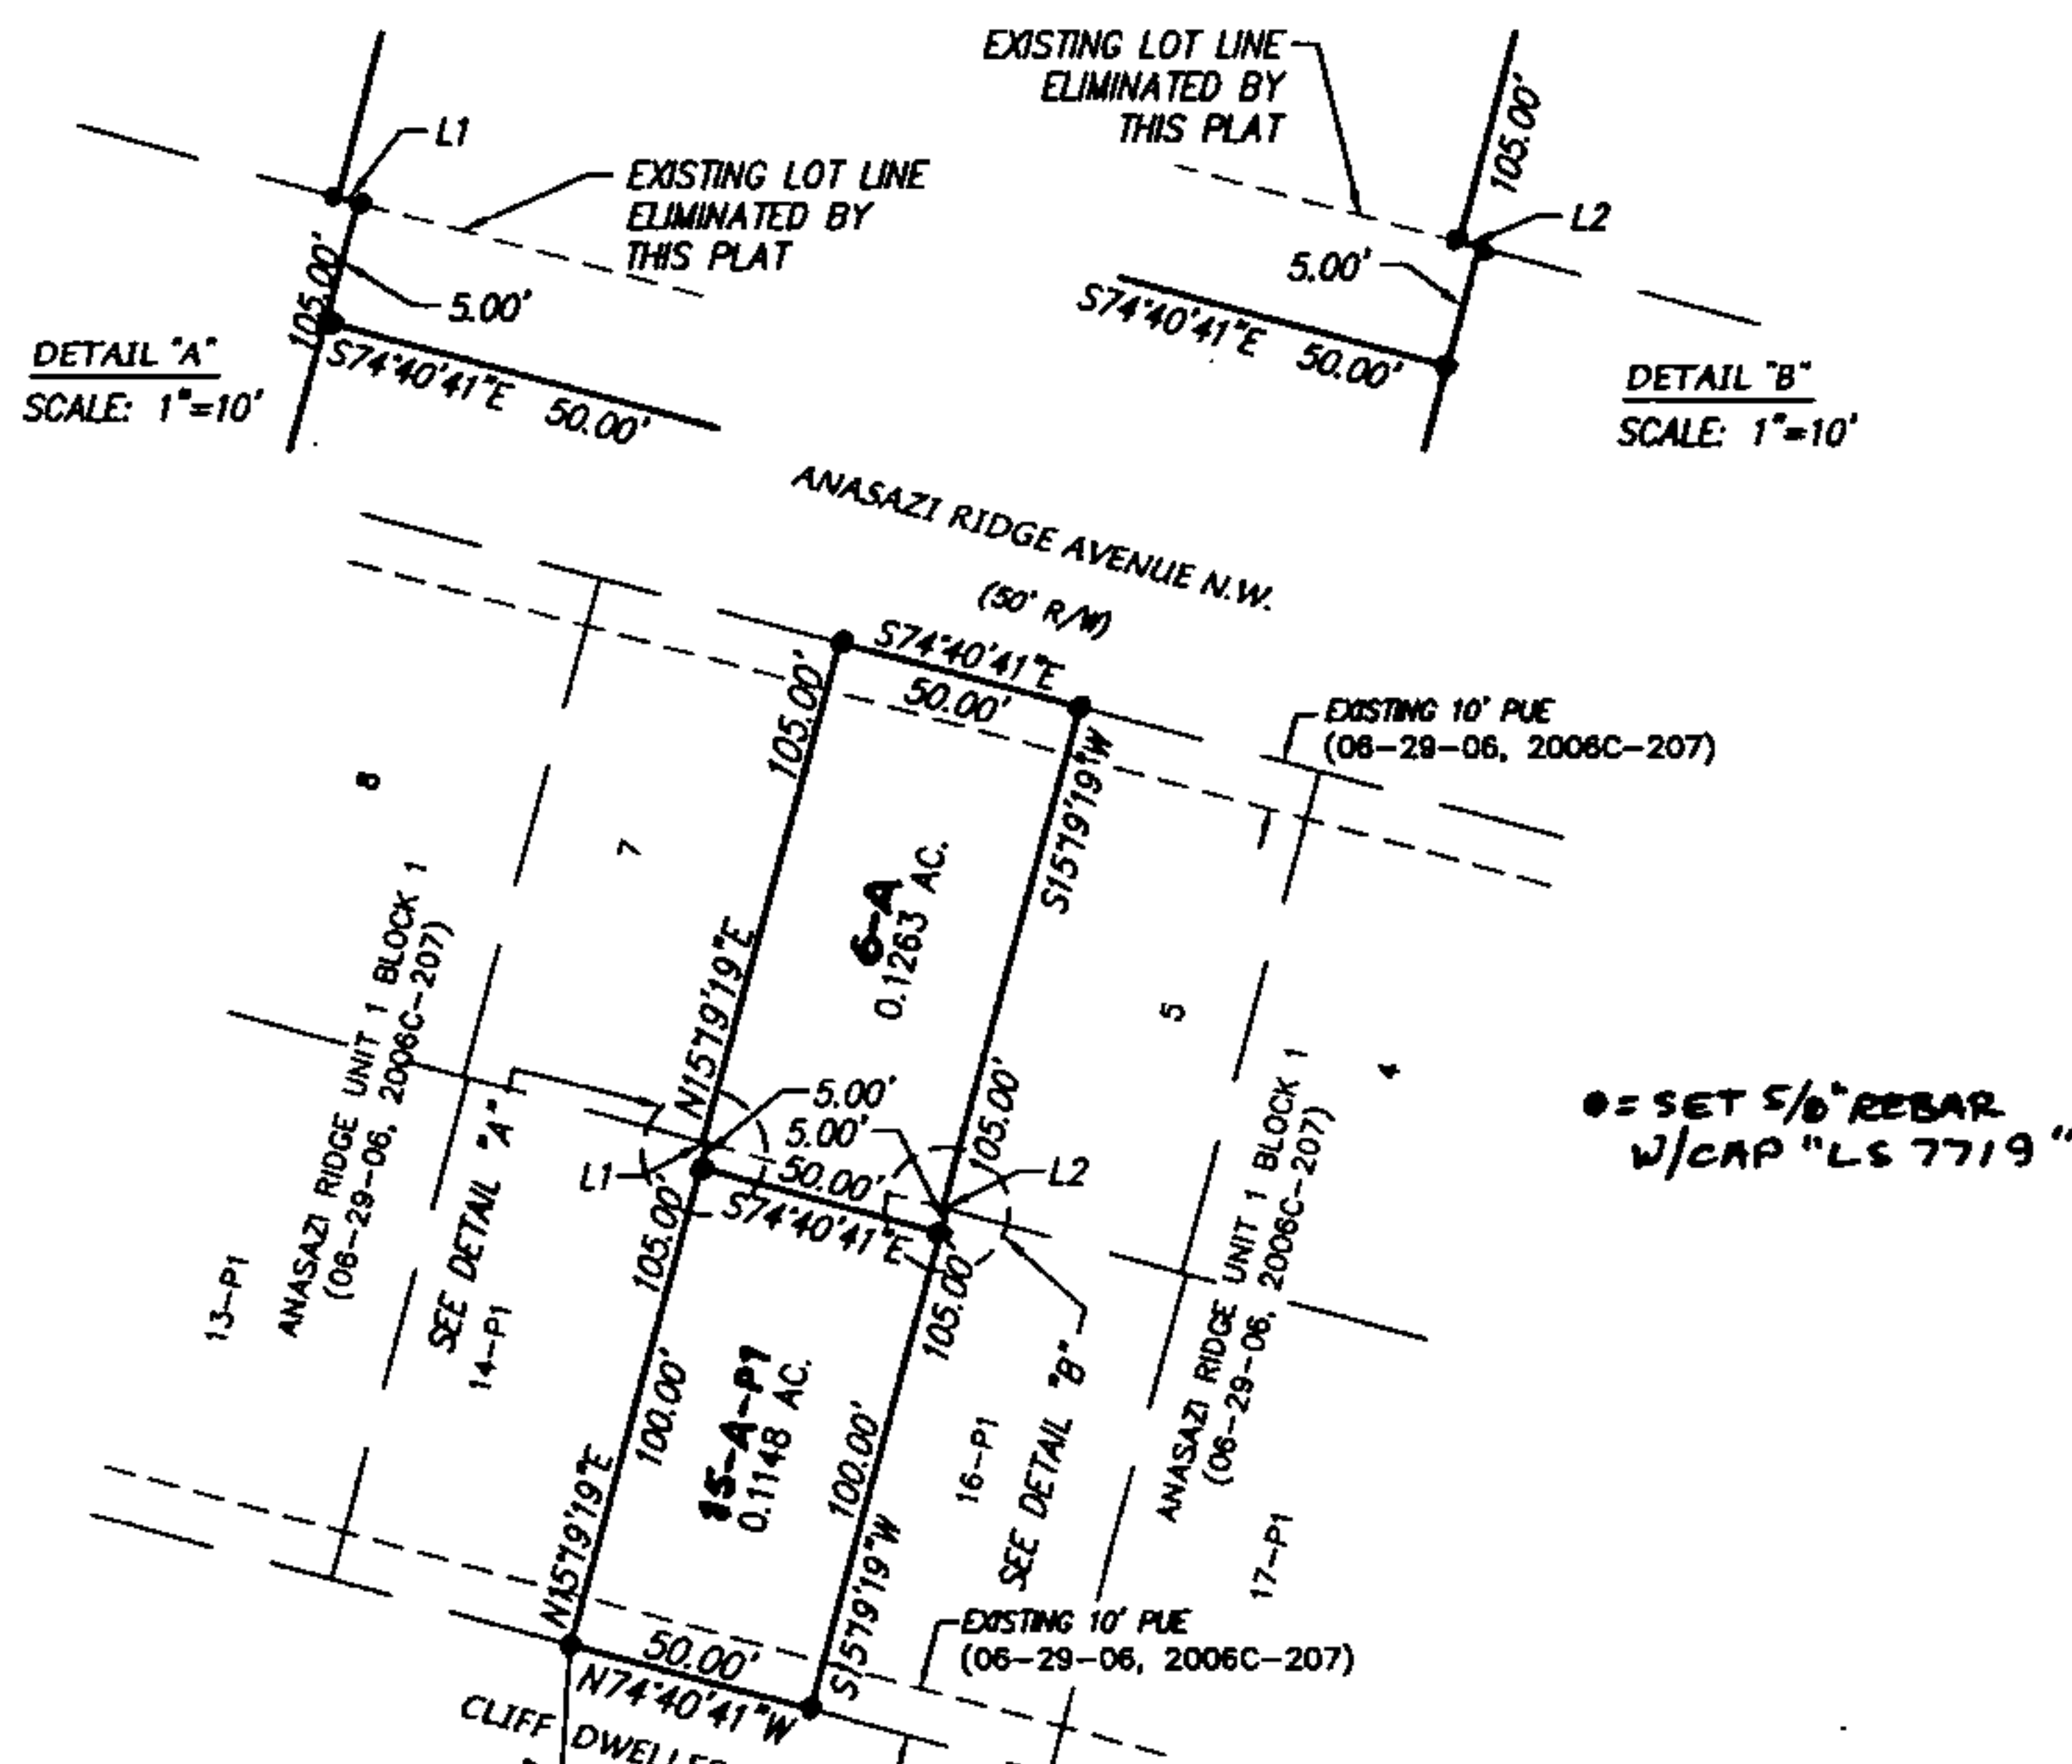 EXISTING LOT LINE
ELIMINATED BY
THIS PLAT
105.00'
L1
EXISTING LOT LINE
ELIMINATED BY
THIS PLAT
L2
5.00'
105.00'
5.00'
S74°40'41"E 50.00'
S74°40'41"E 50.00'
DETAIL "A"
SCALE: 1"=10'
DETAIL "B"
SCALE: 1"=10'
ANASAZI RIDGE AVENUE N.W.
(50' R/W)
S74°40'41"E
50.00'
105.00'
EXISTING 10' PUE
(06-29-06, 2006C-207)
S15°19'19"W
8
7
6-A
0.1263 AC.
N15°19'19"E
5
4
ANASAZI RIDGE UNIT 1 BLOCK 1
(06-29-06, 2006C-207)
105.00'
5.00'
5.00'
50.00'
L1
L2
S74°40'41"E
105.00'
105.00'
SEE DETAIL "A"
13-P1
14-P1
ANASAZI RIDGE UNIT 1 BLOCK 1
(06-29-06, 2006C-207)
●= SET 5/8" REBAR
W/CAP "LS 7719"
100.00'
15-A-P1
0.1148 AC.
100.00'
16-P1
SEE DETAIL "B"
17-P1
N15°19'19"E
S15°19'19"W
EXISTING 10' PUE
(06-29-06, 2006C-207)
50.00'
N74°40'41"W
CLIFF